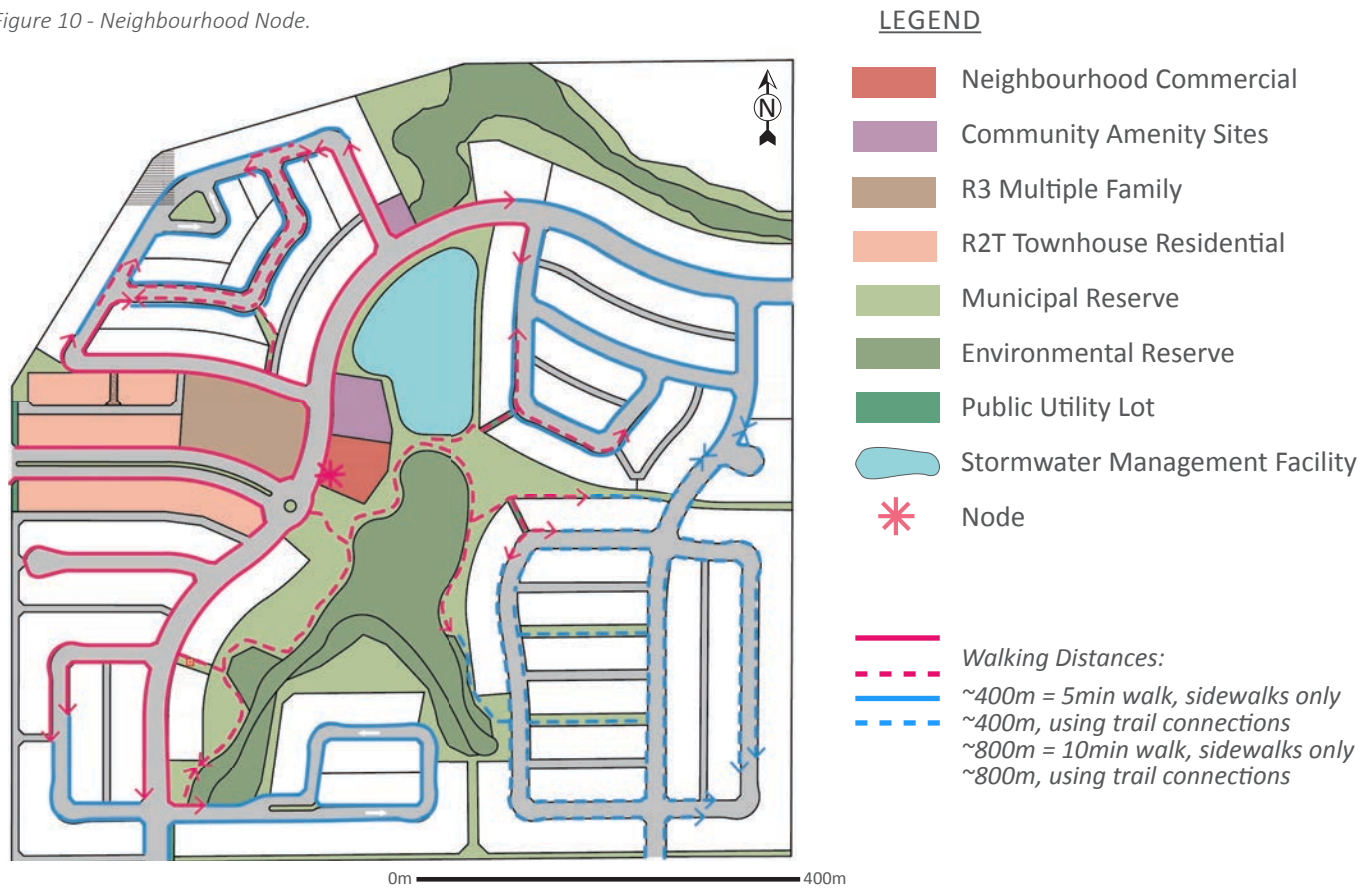 igure 10 - Neighbourhood Node.
LEGEND
N
Neighbourhood Commercial
Community Amenity Sites
R3 Multiple Family
R2T Townhouse Residential
Municipal Reserve
Environmental Reserve
Public Utility Lot
Stormwater Management Facility
Node
Walking Distances:
~400m = 5min walk, sidewalks only
~400m, using trail connections
~800m = 10min walk, sidewalks only
~800m, using trail connections
0m 400m